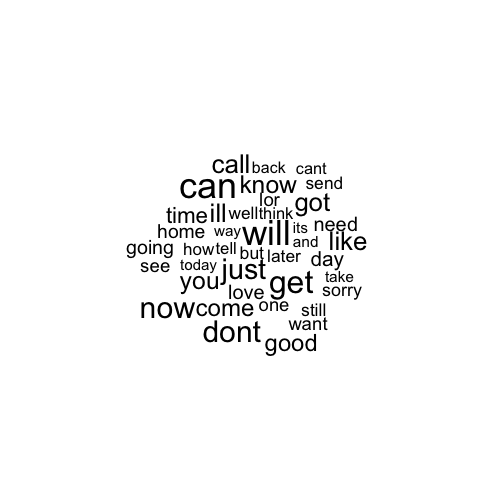 call back cant
can know send
lor got
time ill well think
home way will its need
and like
going how tell but later day
see today just take
you get sorry
love
now come one still
want
dont good